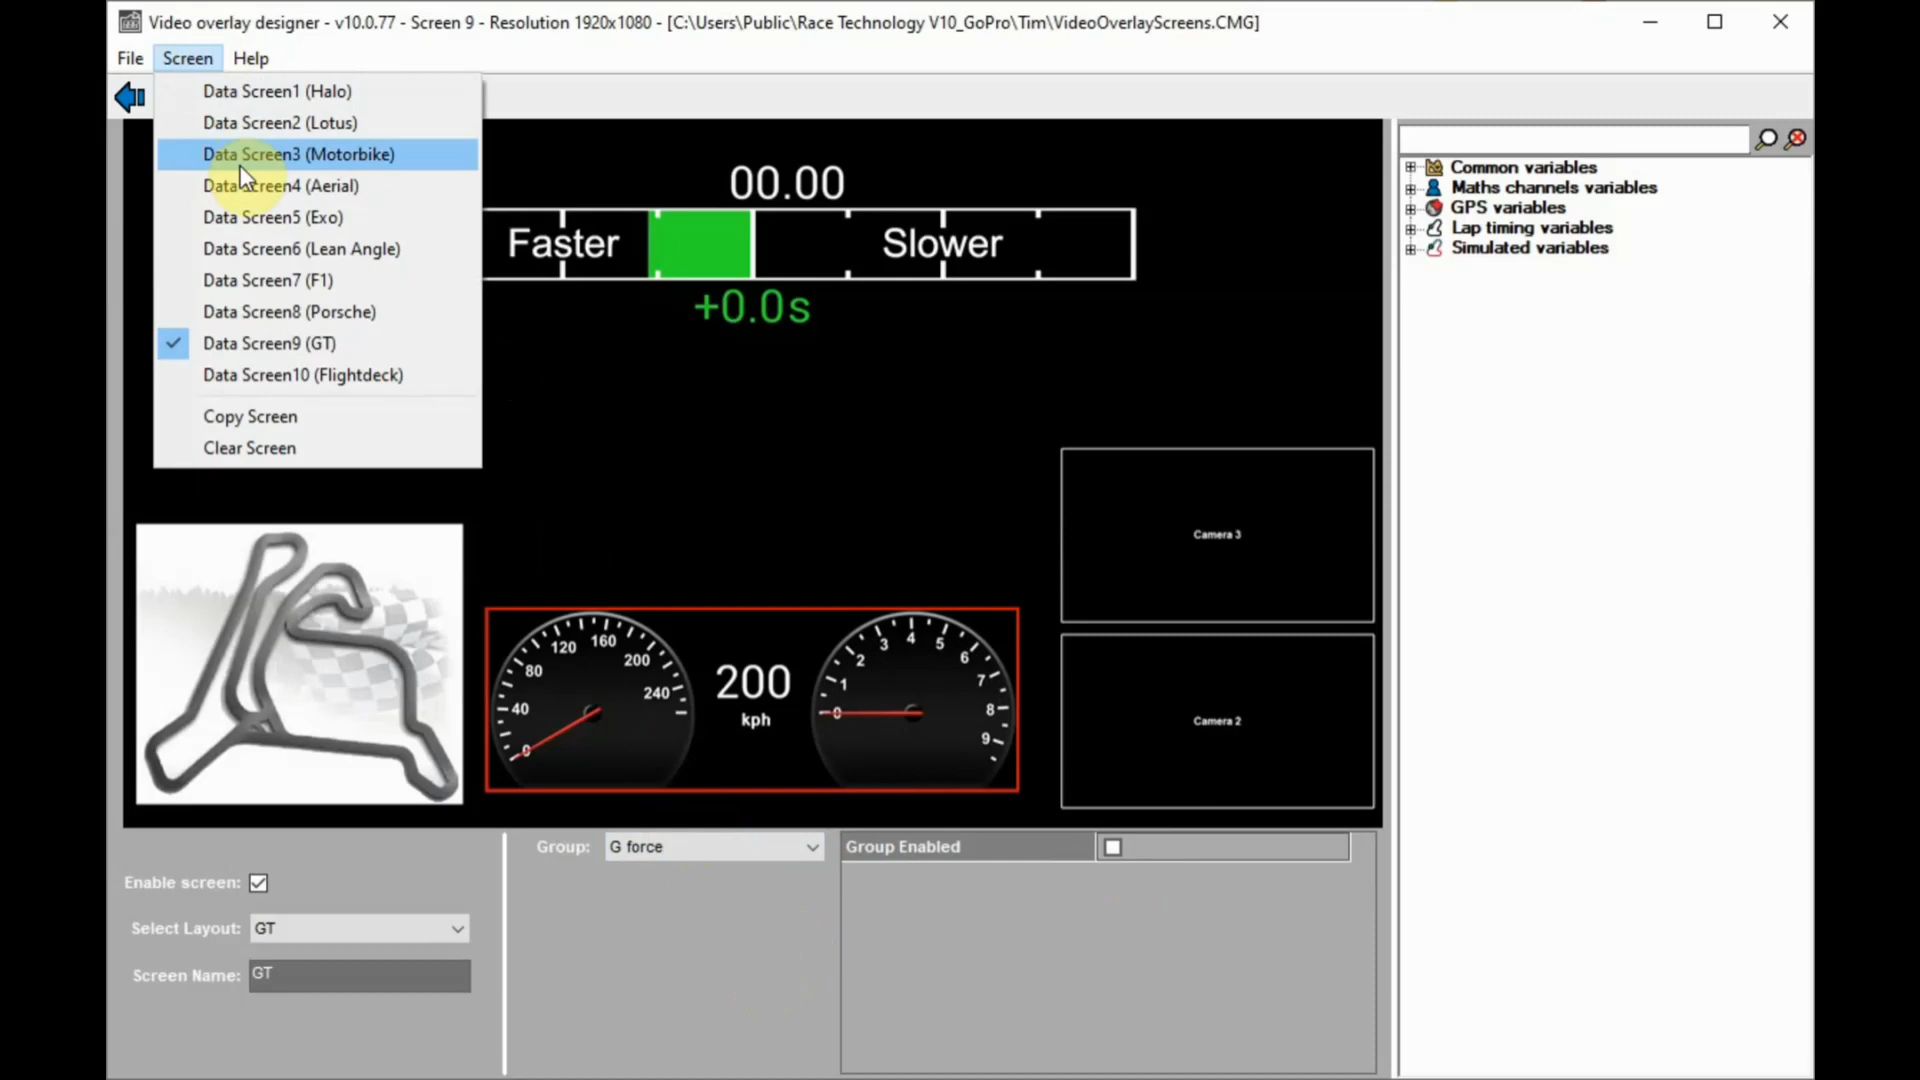 Video overlay designer - v10.0.77 - Screen 9 - Resolution 1920x1080 - [C:\Users\Public\Race Technology V10_GoPro\Tim\VideoOverlayScreens.CMG]
File Screen Help
Data Screen1 (Halo)
Data Screen2 (Lotus)
Data Screen3 (Motorbike)
Data Screen4 (Aerial)
Data Screen5 (Exo)
Data Screen6 (Lean Angle)
Data Screen7 (F1)
Data Screen8 (Porsche)
Data Screen9 (GT)
Data Screen10 (Flightdeck)
Copy Screen
Clear Screen
00.00
Faster Slower
+0.0s
Common variables
Maths channels variables
GPS variables
Lap timing variables
Simulated variables
Camera 3
Camera 2
0 40 80 120 160 200 240
200
kph
0 1 2 3 4 5 6 7 8 9
Enable screen:
Select Layout: GT
Screen Name: GT
Group: G force
Group Enabled